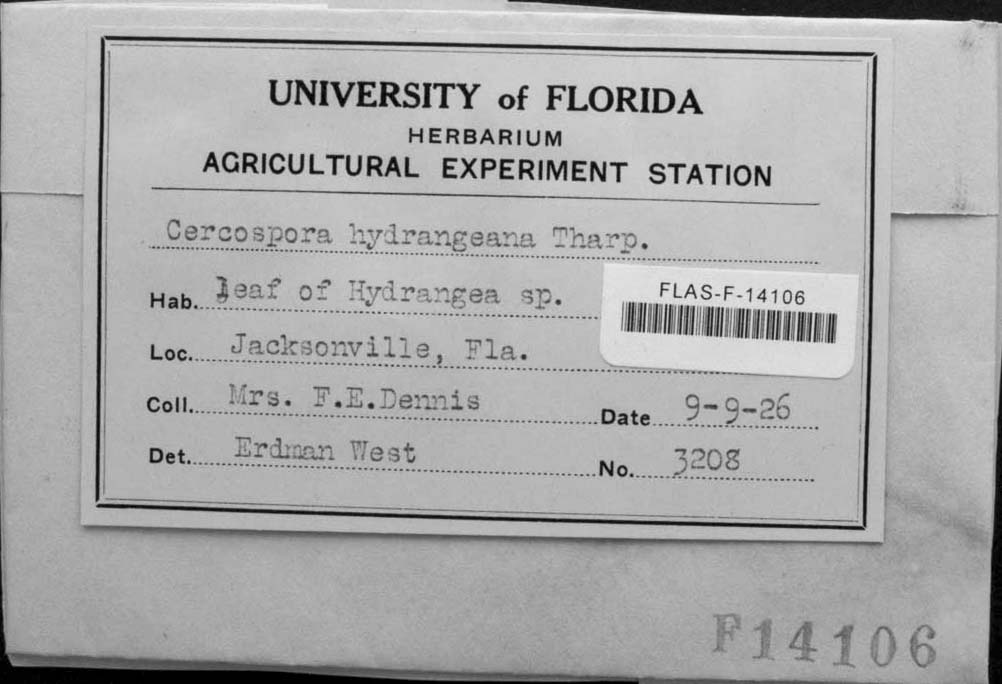 UNIVERSITY of FLORIDA
HERBARIUM
AGRICULTURAL EXPERIMENT STATION
Cercospora hydrangeana Tharp.
Hab. leaf of Hydrangea sp.
FLAS-F-14106
Loc. Jacksonville, Fla.
Coll. Mrs. F.E.Dennis Date 9-9-26
Det. Erdman West No. 3208
F14106